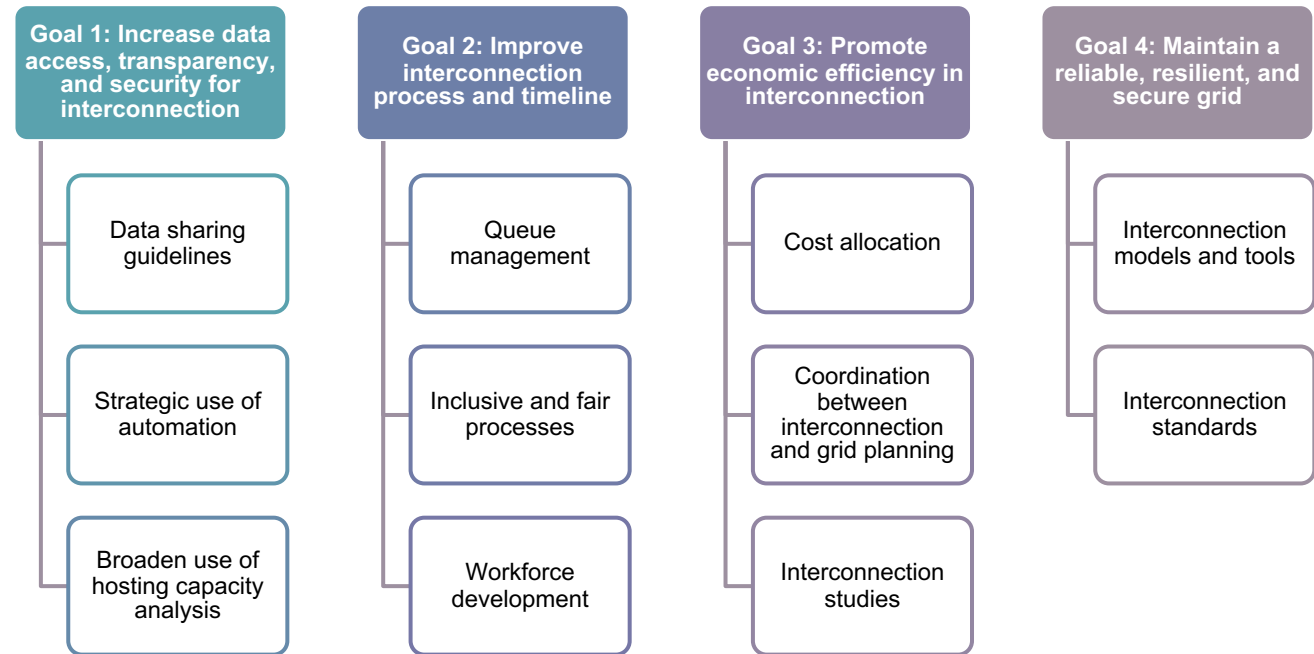 Goal 1: Increase data
access, transparency,
and security for
interconnection
Data sharing
guidelines
Strategic use of
automation
Broaden use of
hosting capacity
analysis
Goal 2: Improve
interconnection
process and timeline
Queue
management
Inclusive and fair
processes
Workforce
development
Goal 3: Promote
economic efficiency in
interconnection
Cost allocation
Coordination
between
interconnection
and grid planning
Interconnection
studies
Goal 4: Maintain a
reliable, resilient, and
secure grid
Interconnection
models and tools
Interconnection
standards